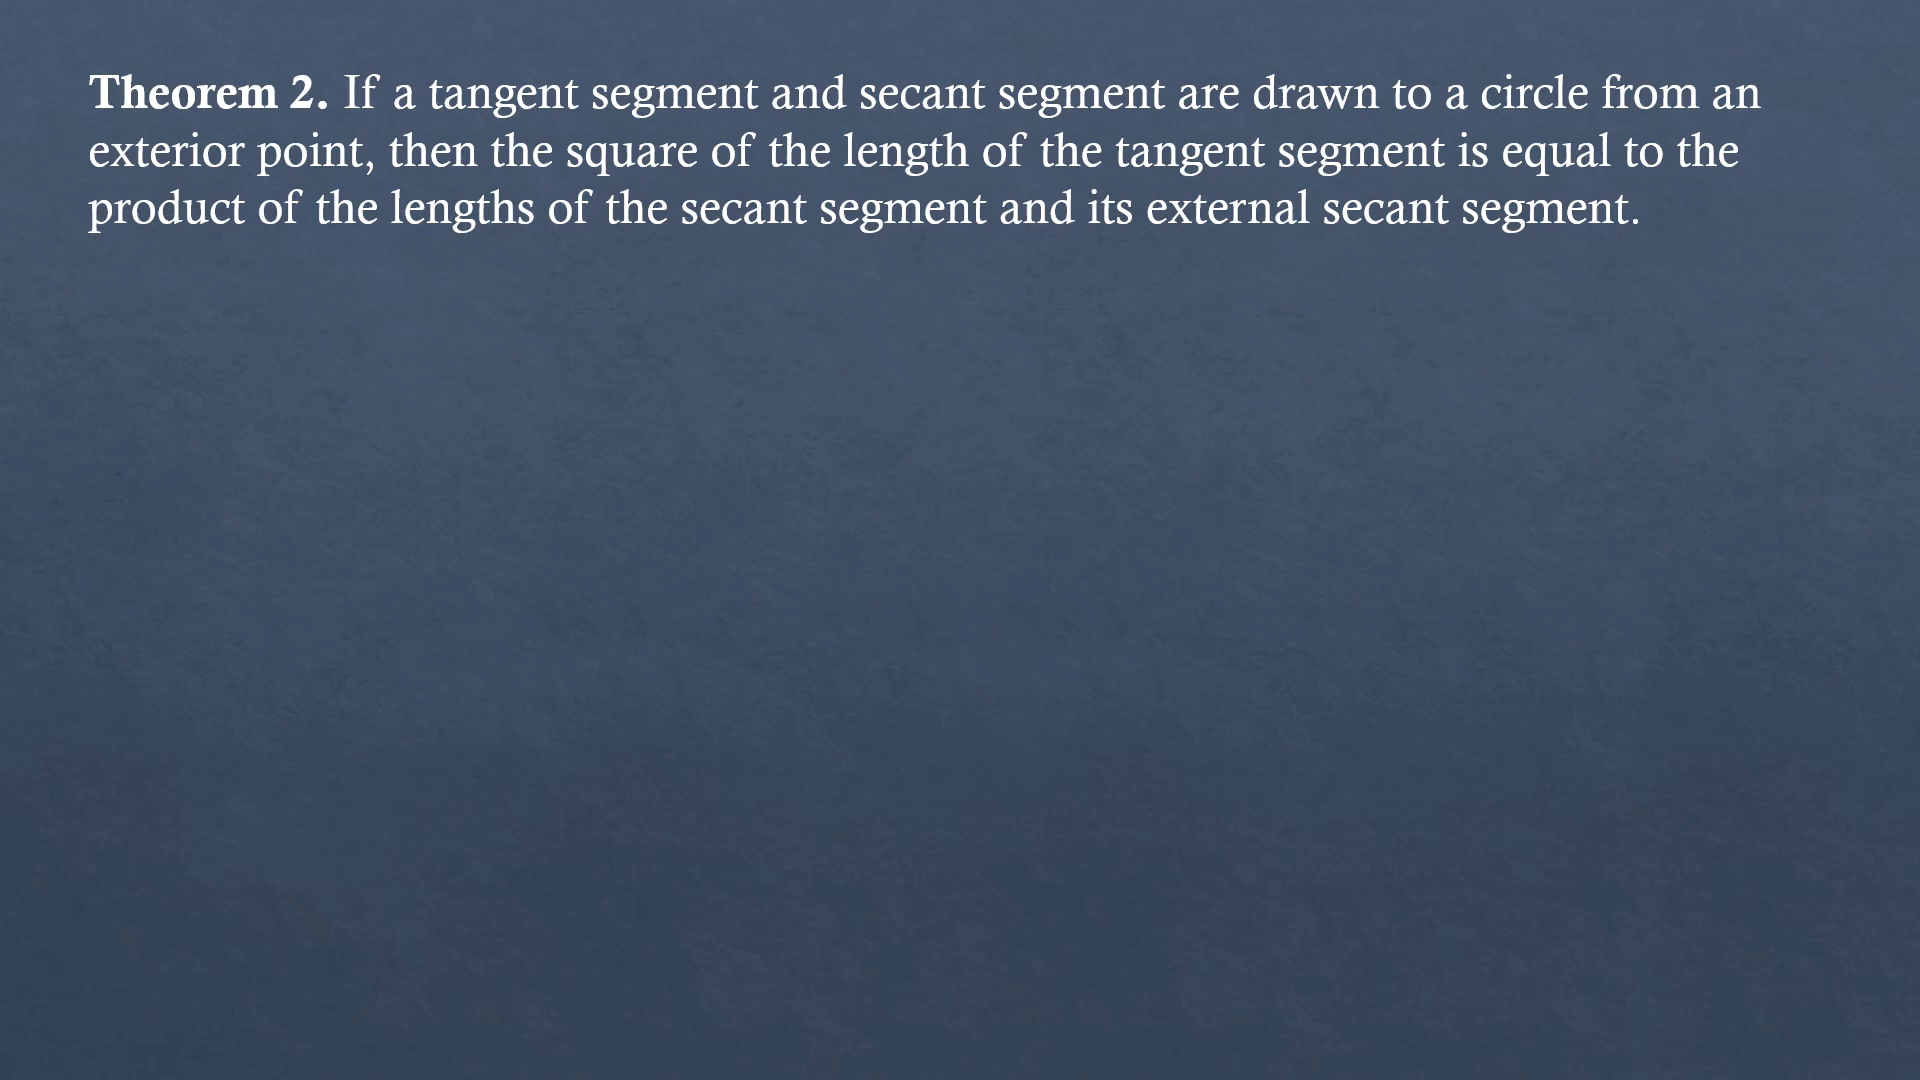 Theorem 2. If a tangent segment and secant segment are drawn to a circle from an
exterior point, then the square of the length of the tangent segment is equal to the
product of the lengths of the secant segment and its external secant segment.